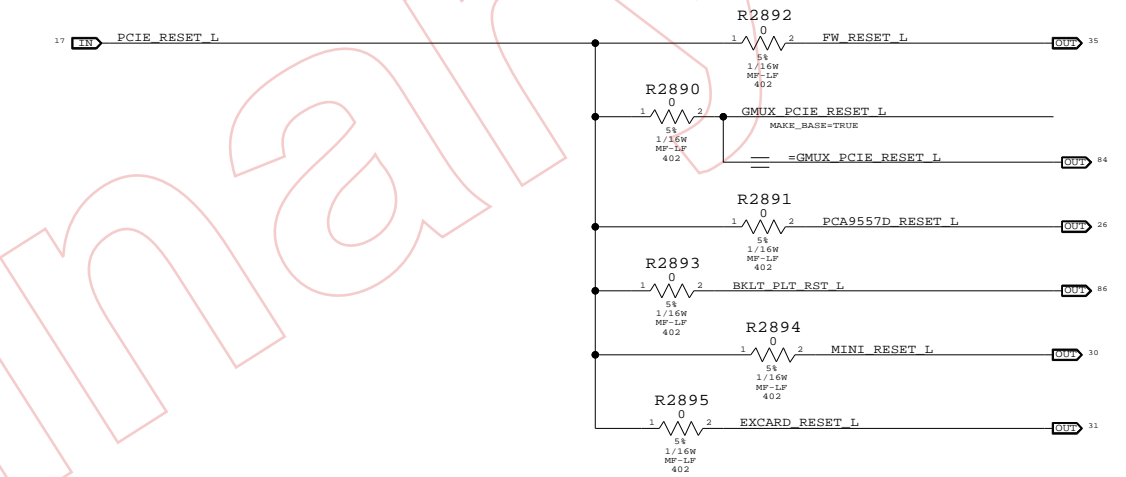 R2892
17 IN PCIE_RESET_L 1 0 2 FW_RESET_L OUT 35
5%
1/16W
MF-LF
402
R2890
1 0 2 GMUX_PCIE_RESET_L
MAKE_BASE=TRUE
5%
1/16W
MF-LF
402
=GMUX_PCIE_RESET_L OUT 84
R2891
1 0 2 PCA9557D_RESET_L OUT 26
5%
1/16W
MF-LF
402
R2893
1 0 2 BKLT_PLT_RST_L OUT 86
5%
1/16W
MF-LF
402
R2894
1 0 2 MINI_RESET_L OUT 30
5%
1/16W
MF-LF
402
R2895
1 0 2 EXCARD_RESET_L OUT 31
5%
1/16W
MF-LF
402